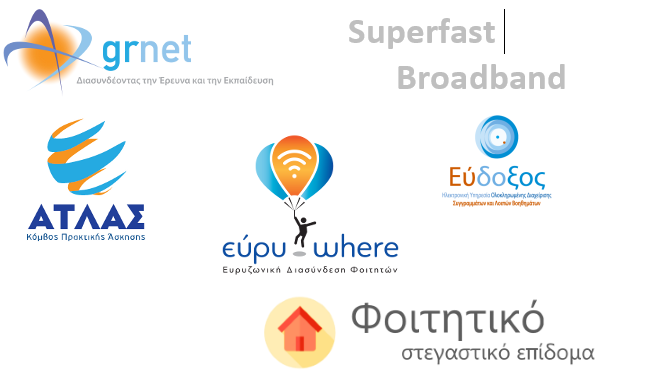 grnet
Διασυνδέοντας την Έρευνα και την Εκπαίδευση
Superfast
Broadband
ΑΤΛΑΣ
Κόμβος Πρακτικής Άσκησης
εύρυ where
Ευρυζωνική Διασύνδεση Φοιτητών
Εύδοξος
Ηλεκτρονική Υπηρεσία Ολοκληρωμένης Διαχείρισης
Συγγραμμάτων και Λοιπών Βοηθημάτων
Φοιτητικό
στεγαστικό επίδομα